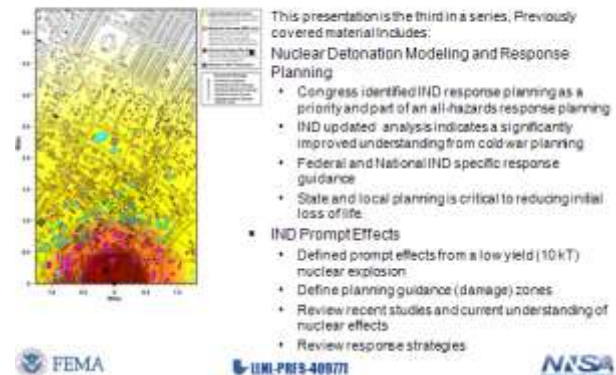 This presentation is the third in a series. Previously
covered material includes:
Nuclear Detonation Modeling and Response
Planning
• Congress identified IND response planning as a
priority and part of an all-hazards response planning
• IND updated analysis indicates a significantly
improved understanding from cold war planning
• Federal and National IND specific response
guidance
• State and local planning is critical to reducing initial
loss of life.
▪ IND Prompt Effects
• Defined prompt effects from a low yield (10 kT)
nuclear explosion
• Define planning guidance (damage) zones
• Review recent studies and current understanding of
nuclear effects
• Review response strategies
FEMA
LLNL-PRES-409771
NNSA